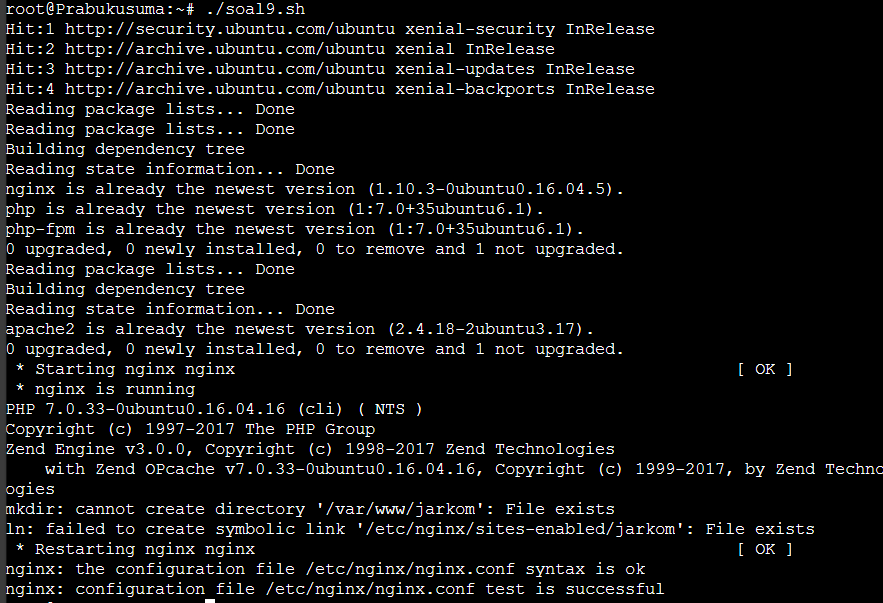 root@Prabukusuma:~# ./soal9.sh
Hit:1 http://security.ubuntu.com/ubuntu xenial-security InRelease
Hit:2 http://archive.ubuntu.com/ubuntu xenial InRelease
Hit:3 http://archive.ubuntu.com/ubuntu xenial-updates InRelease
Hit:4 http://archive.ubuntu.com/ubuntu xenial-backports InRelease
Reading package lists... Done
Reading package lists... Done
Building dependency tree
Reading state information... Done
nginx is already the newest version (1.10.3-0ubuntu0.16.04.5).
php is already the newest version (1:7.0+35ubuntu6.1).
php-fpm is already the newest version (1:7.0+35ubuntu6.1).
0 upgraded, 0 newly installed, 0 to remove and 1 not upgraded.
Reading package lists... Done
Building dependency tree
Reading state information... Done
apache2 is already the newest version (2.4.18-2ubuntu3.17).
0 upgraded, 0 newly installed, 0 to remove and 1 not upgraded.
 * Starting nginx nginx [ OK ]
 * nginx is running
PHP 7.0.33-0ubuntu0.16.04.16 (cli) ( NTS )
Copyright (c) 1997-2017 The PHP Group
Zend Engine v3.0.0, Copyright (c) 1998-2017 Zend Technologies
    with Zend OPcache v7.0.33-0ubuntu0.16.04.16, Copyright (c) 1999-2017, by Zend Techno
ogies
mkdir: cannot create directory '/var/www/jarkom': File exists
ln: failed to create symbolic link '/etc/nginx/sites-enabled/jarkom': File exists
 * Restarting nginx nginx [ OK ]
nginx: the configuration file /etc/nginx/nginx.conf syntax is ok
nginx: configuration file /etc/nginx/nginx.conf test is successful